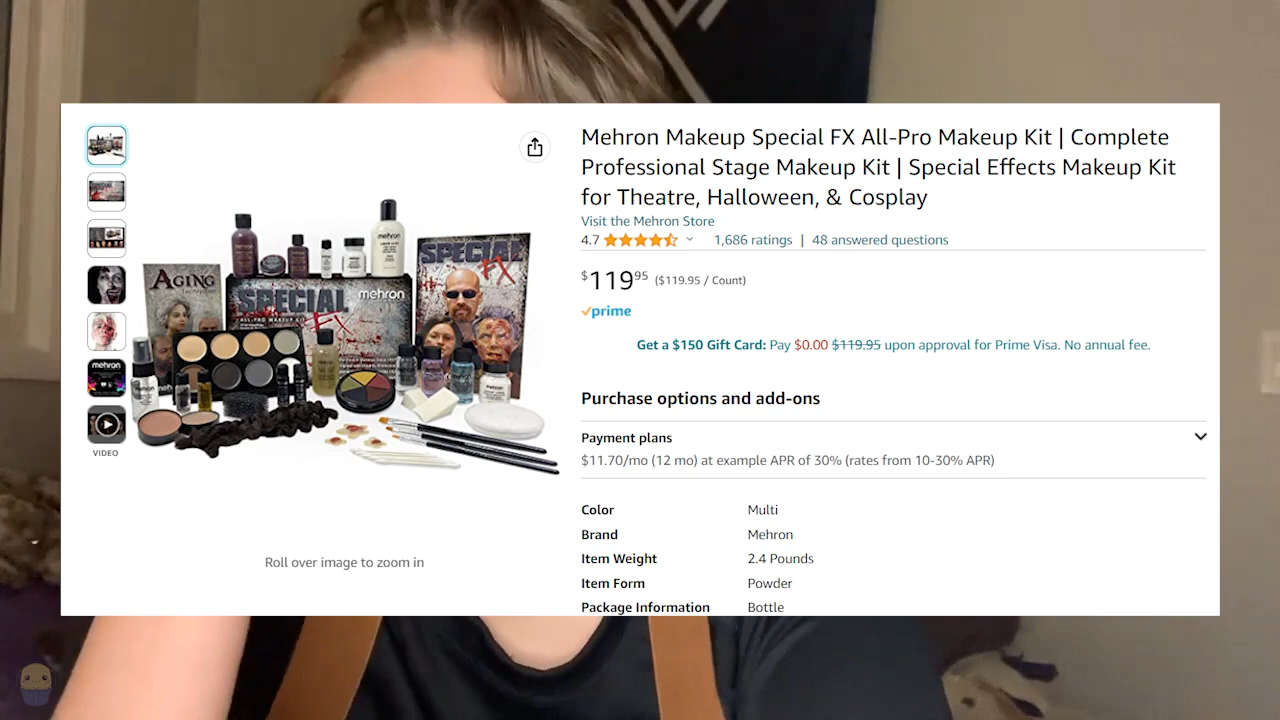 Mehron Makeup Special FX All-Pro Makeup Kit | Complete
Professional Stage Makeup Kit | Special Effects Makeup Kit
for Theatre, Halloween, & Cosplay
Visit the Mehron Store
4.7
1,686 ratings | 48 answered questions
$119.95 ($119.95 / Count)
prime
Get a $150 Gift Card: Pay $0.00 $119.95 upon approval for Prime Visa. No annual fee.
Purchase options and add-ons
Payment plans
$11.70/mo (12 mo) at example APR of 30% (rates from 10-30% APR)
Color Multi
Brand Mehron
Item Weight 2.4 Pounds
Item Form Powder
Package Information Bottle
VIDEO
Roll over image to zoom in
AGING
SPECIAL
FX
mehron
ALL-PRO MAKEUP KIT
SPECIAL
FX
mehron
mehron
mehron